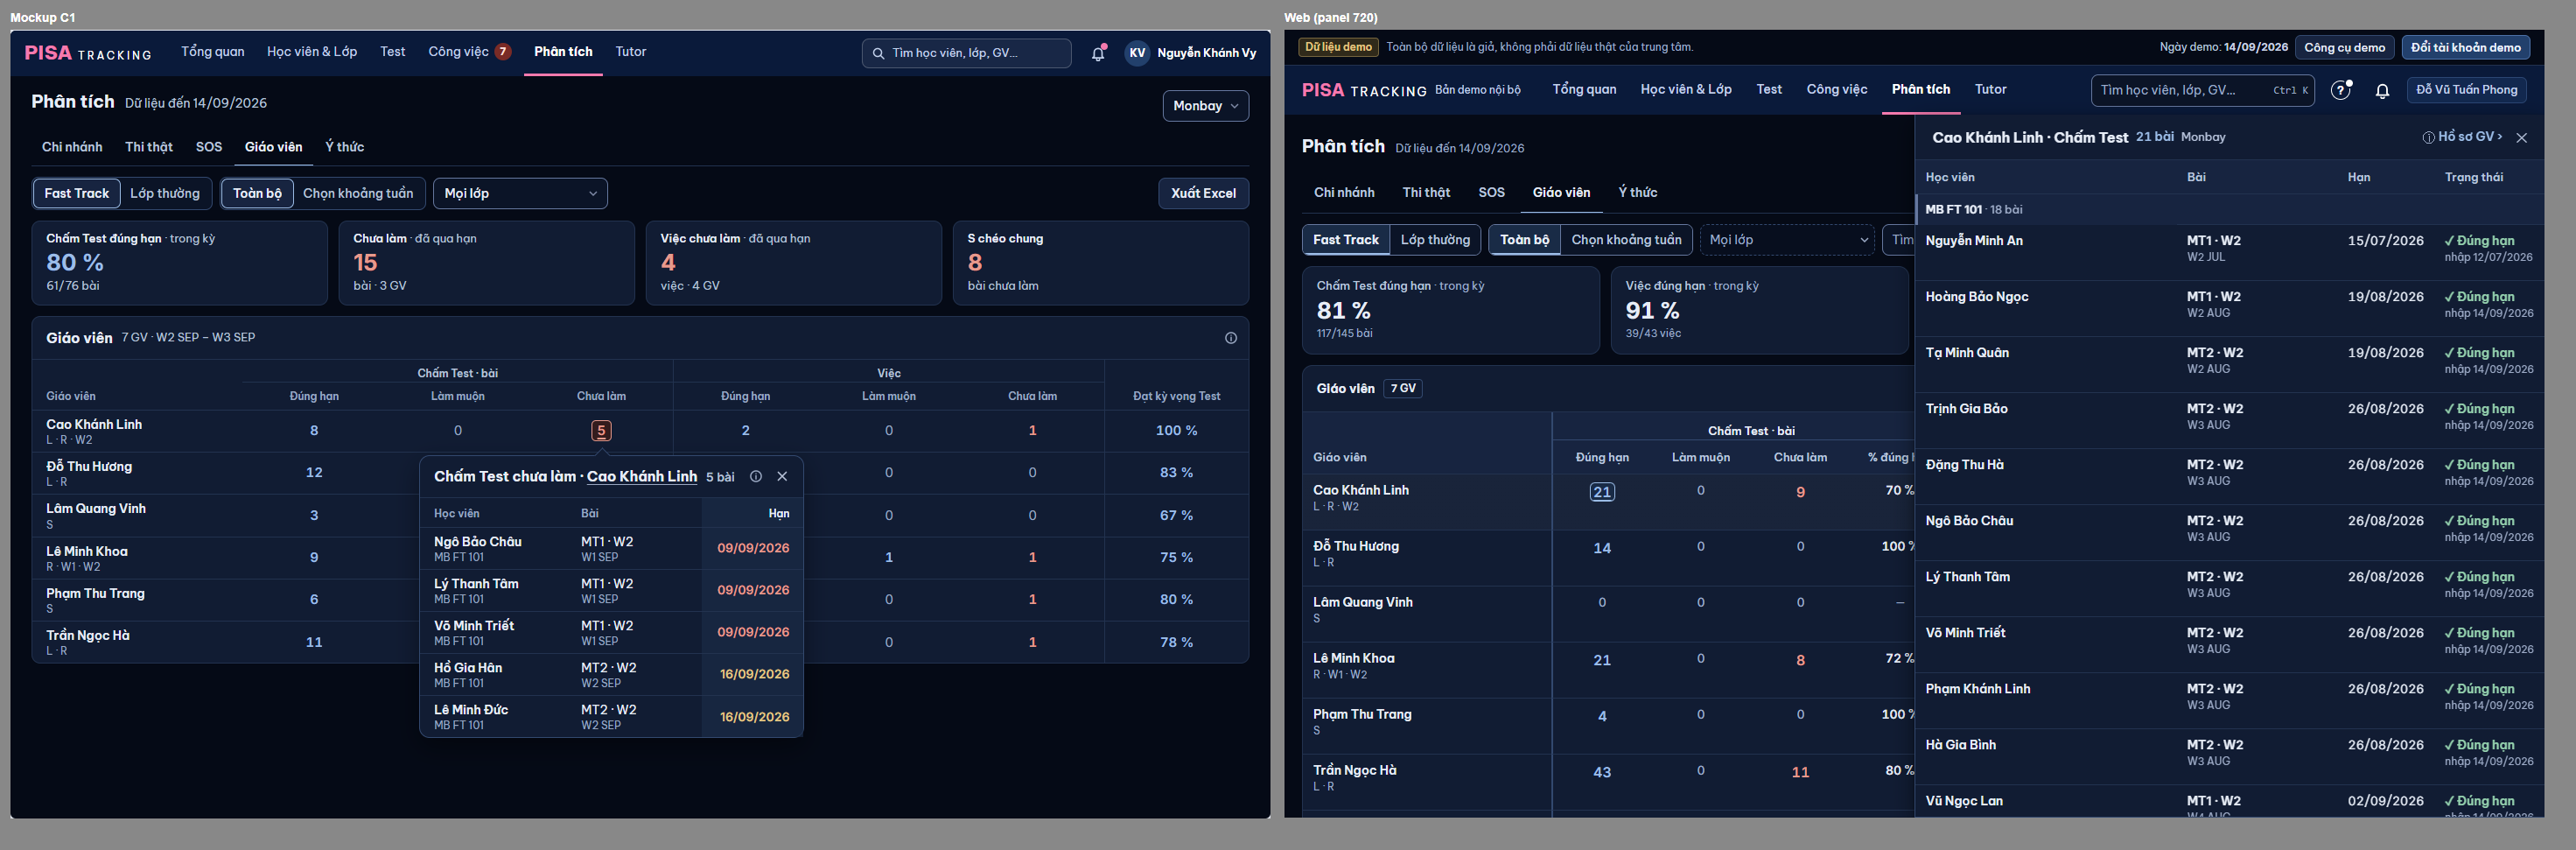 Mockup C1
PISA TRACKING Tổng quan Học viên & Lớp Test Công việc 7 Phân tích Tutor Tìm học viên, lớp, GV... KV Nguyễn Khánh Vy
Phân tích Dữ liệu đến 14/09/2026 Monbay
Chi nhánh Thi thật SOS Giáo viên Ý thức
Fast Track Lớp thường Toàn bộ Chọn khoảng tuần Mọi lớp Xuất Excel
Chấm Test đúng hạn · trong kỳ
80 %
61/76 bài
Chưa làm · đã qua hạn
15
bài · 3 GV
Việc chưa làm · đã qua hạn
4
việc · 4 GV
S chéo chung
8
bài chưa làm
Giáo viên 7 GV · W2 SEP – W3 SEP
Chấm Test · bài Việc
Giáo viên Đúng hạn Làm muộn Chưa làm Đúng hạn Làm muộn Chưa làm Đạt kỳ vọng Test
Cao Khánh Linh 8 0 5 2 0 1 100 %
L · R · W2
Đỗ Thu Hương 12 0 0 83 %
L · R
Lâm Quang Vinh 3 0 0 67 %
S
Lê Minh Khoa 9 1 0 1 75 %
R · W1 · W2
Phạm Thu Trang 6 0 1 80 %
S
Trần Ngọc Hà 11 0 1 78 %
L · R
Chấm Test chưa làm · Cao Khánh Linh 5 bài
Học viên Bài Hạn
Ngô Bảo Châu MT1 · W2 09/09/2026
MB FT 101 W1 SEP
Lý Thanh Tâm MT1 · W2 09/09/2026
MB FT 101 W1 SEP
Võ Minh Triết MT1 · W2 09/09/2026
MB FT 101 W1 SEP
Hồ Gia Hân MT2 · W2 16/09/2026
MB FT 101 W2 SEP
Lê Minh Đức MT2 · W2 16/09/2026
MB FT 101 W2 SEP
Web (panel 720)
Dữ liệu demo Toàn bộ dữ liệu là giả, không phải dữ liệu thật của trung tâm. Ngày demo: 14/09/2026 Công cụ demo Đổi tài khoản demo
PISA TRACKING Bản demo nội bộ Tổng quan Học viên & Lớp Test Công việc Phân tích Tutor Tìm học viên, lớp, GV... Ctrl K ? Đỗ Vũ Tuấn Phong
Phân tích Dữ liệu đến 14/09/2026
Chi nhánh Thi thật SOS Giáo viên Ý thức
Fast Track Lớp thường Toàn bộ Chọn khoảng tuần Mọi lớp Tìm
Chấm Test đúng hạn · trong kỳ
81 %
117/145 bài
Việc đúng hạn · trong kỳ
91 %
39/43 việc
Giáo viên 7 GV
Chấm Test · bài
Giáo viên Đúng hạn Làm muộn Chưa làm % đúng
Cao Khánh Linh 21 0 9 70 %
L · R · W2
Đỗ Thu Hương 14 0 0 100 %
L · R
Lâm Quang Vinh 0 0 0 –
S
Lê Minh Khoa 21 0 8 72 %
R · W1 · W2
Phạm Thu Trang 4 0 0 100 %
S
Trần Ngọc Hà 43 0 11 80 %
L · R
Cao Khánh Linh · Chấm Test 21 bài Monbay Hồ sơ GV ›
Học viên Bài Hạn Trạng thái
MB FT 101 · 18 bài
Nguyễn Minh An MT1 · W2 15/07/2026 ✓ Đúng hạn
W2 JUL nhập 12/07/2026
Hoàng Bảo Ngọc MT1 · W2 19/08/2026 ✓ Đúng hạn
W2 AUG nhập 14/09/2026
Tạ Minh Quân MT2 · W2 19/08/2026 ✓ Đúng hạn
W2 AUG nhập 14/09/2026
Trịnh Gia Bảo MT2 · W2 26/08/2026 ✓ Đúng hạn
W3 AUG nhập 14/09/2026
Đặng Thu Hà MT2 · W2 26/08/2026 ✓ Đúng hạn
W3 AUG nhập 14/09/2026
Ngô Bảo Châu MT2 · W2 26/08/2026 ✓ Đúng hạn
W3 AUG nhập 14/09/2026
Lý Thanh Tâm MT2 · W2 26/08/2026 ✓ Đúng hạn
W3 AUG nhập 14/09/2026
Võ Minh Triết MT2 · W2 26/08/2026 ✓ Đúng hạn
W3 AUG nhập 14/09/2026
Phạm Khánh Linh MT2 · W2 26/08/2026 ✓ Đúng hạn
W3 AUG nhập 14/09/2026
Hà Gia Bình MT2 · W2 26/08/2026 ✓ Đúng hạn
W3 AUG nhập 14/09/2026
Vũ Ngọc Lan MT1 · W2 02/09/2026 ✓ Đúng hạn